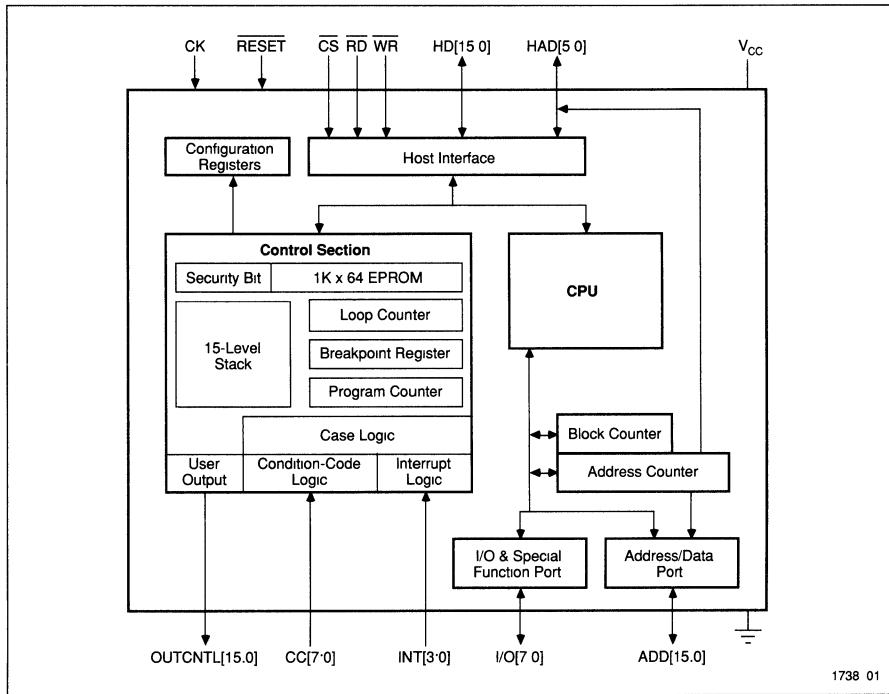 CK RESET CS RD WR HD[15 0] HAD[5 0] VCC
Configuration
Registers
Host Interface
Control Section
Security Bit 1K x 64 EPROM
15-Level
Stack
Loop Counter
Breakpoint Register
Program Counter
Case Logic
User
Output
Condition-Code
Logic
Interrupt
Logic
CPU
Block Counter
Address Counter
I/O & Special
Function Port
Address/Data
Port
OUTCNTL[15.0] CC[7·0] INT[3·0] I/O[7 0] ADD[15.0]
1738 01